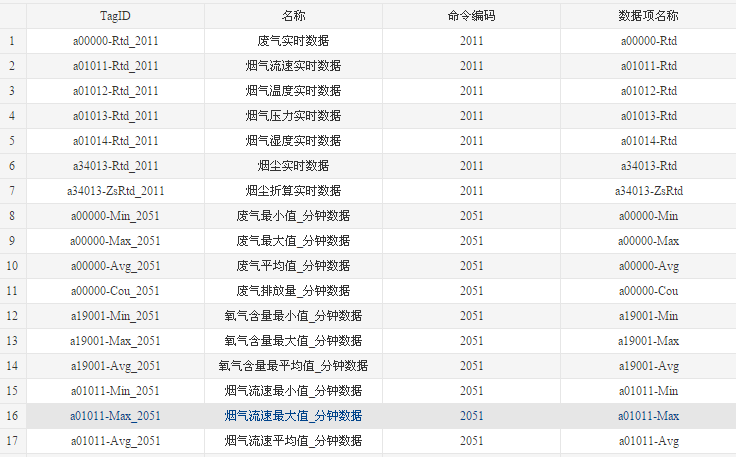 TagID 名称 命令编码 数据项名称
1 a00000-Rtd_2011 废气实时数据 2011 a00000-Rtd
2 a01011-Rtd_2011 烟气流速实时数据 2011 a01011-Rtd
3 a01012-Rtd_2011 烟气温度实时数据 2011 a01012-Rtd
4 a01013-Rtd_2011 烟气压力实时数据 2011 a01013-Rtd
5 a01014-Rtd_2011 烟气湿度实时数据 2011 a01014-Rtd
6 a34013-Rtd_2011 烟尘实时数据 2011 a34013-Rtd
7 a34013-ZsRtd_2011 烟尘折算实时数据 2011 a34013-ZsRtd
8 a00000-Min_2051 废气最小值_分钟数据 2051 a00000-Min
9 a00000-Max_2051 废气最大值_分钟数据 2051 a00000-Max
10 a00000-Avg_2051 废气平均值_分钟数据 2051 a00000-Avg
11 a00000-Cou_2051 废气排放量_分钟数据 2051 a00000-Cou
12 a19001-Min_2051 氧气含量最小值_分钟数据 2051 a19001-Min
13 a19001-Max_2051 氧气含量最大值_分钟数据 2051 a19001-Max
14 a19001-Avg_2051 氧气含量最平均值_分钟数据 2051 a19001-Avg
15 a01011-Min_2051 烟气流速最小值_分钟数据 2051 a01011-Min
16 a01011-Max_2051 烟气流速最大值_分钟数据 2051 a01011-Max
17 a01011-Avg_2051 烟气流速平均值_分钟数据 2051 a01011-Avg